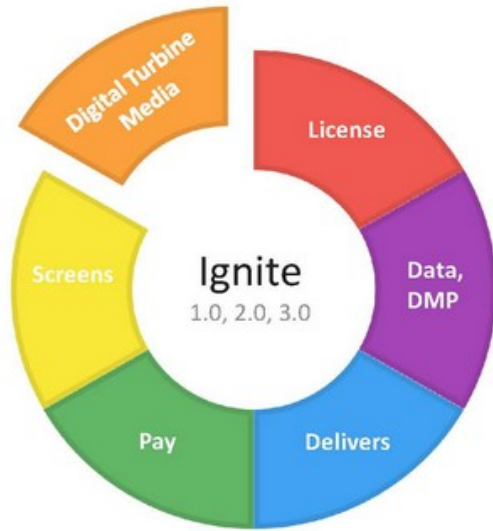 Digital Turbine
Media
License
Screens
Ignite
1.0, 2.0, 3.0
Data,
DMP
Pay
Delivers